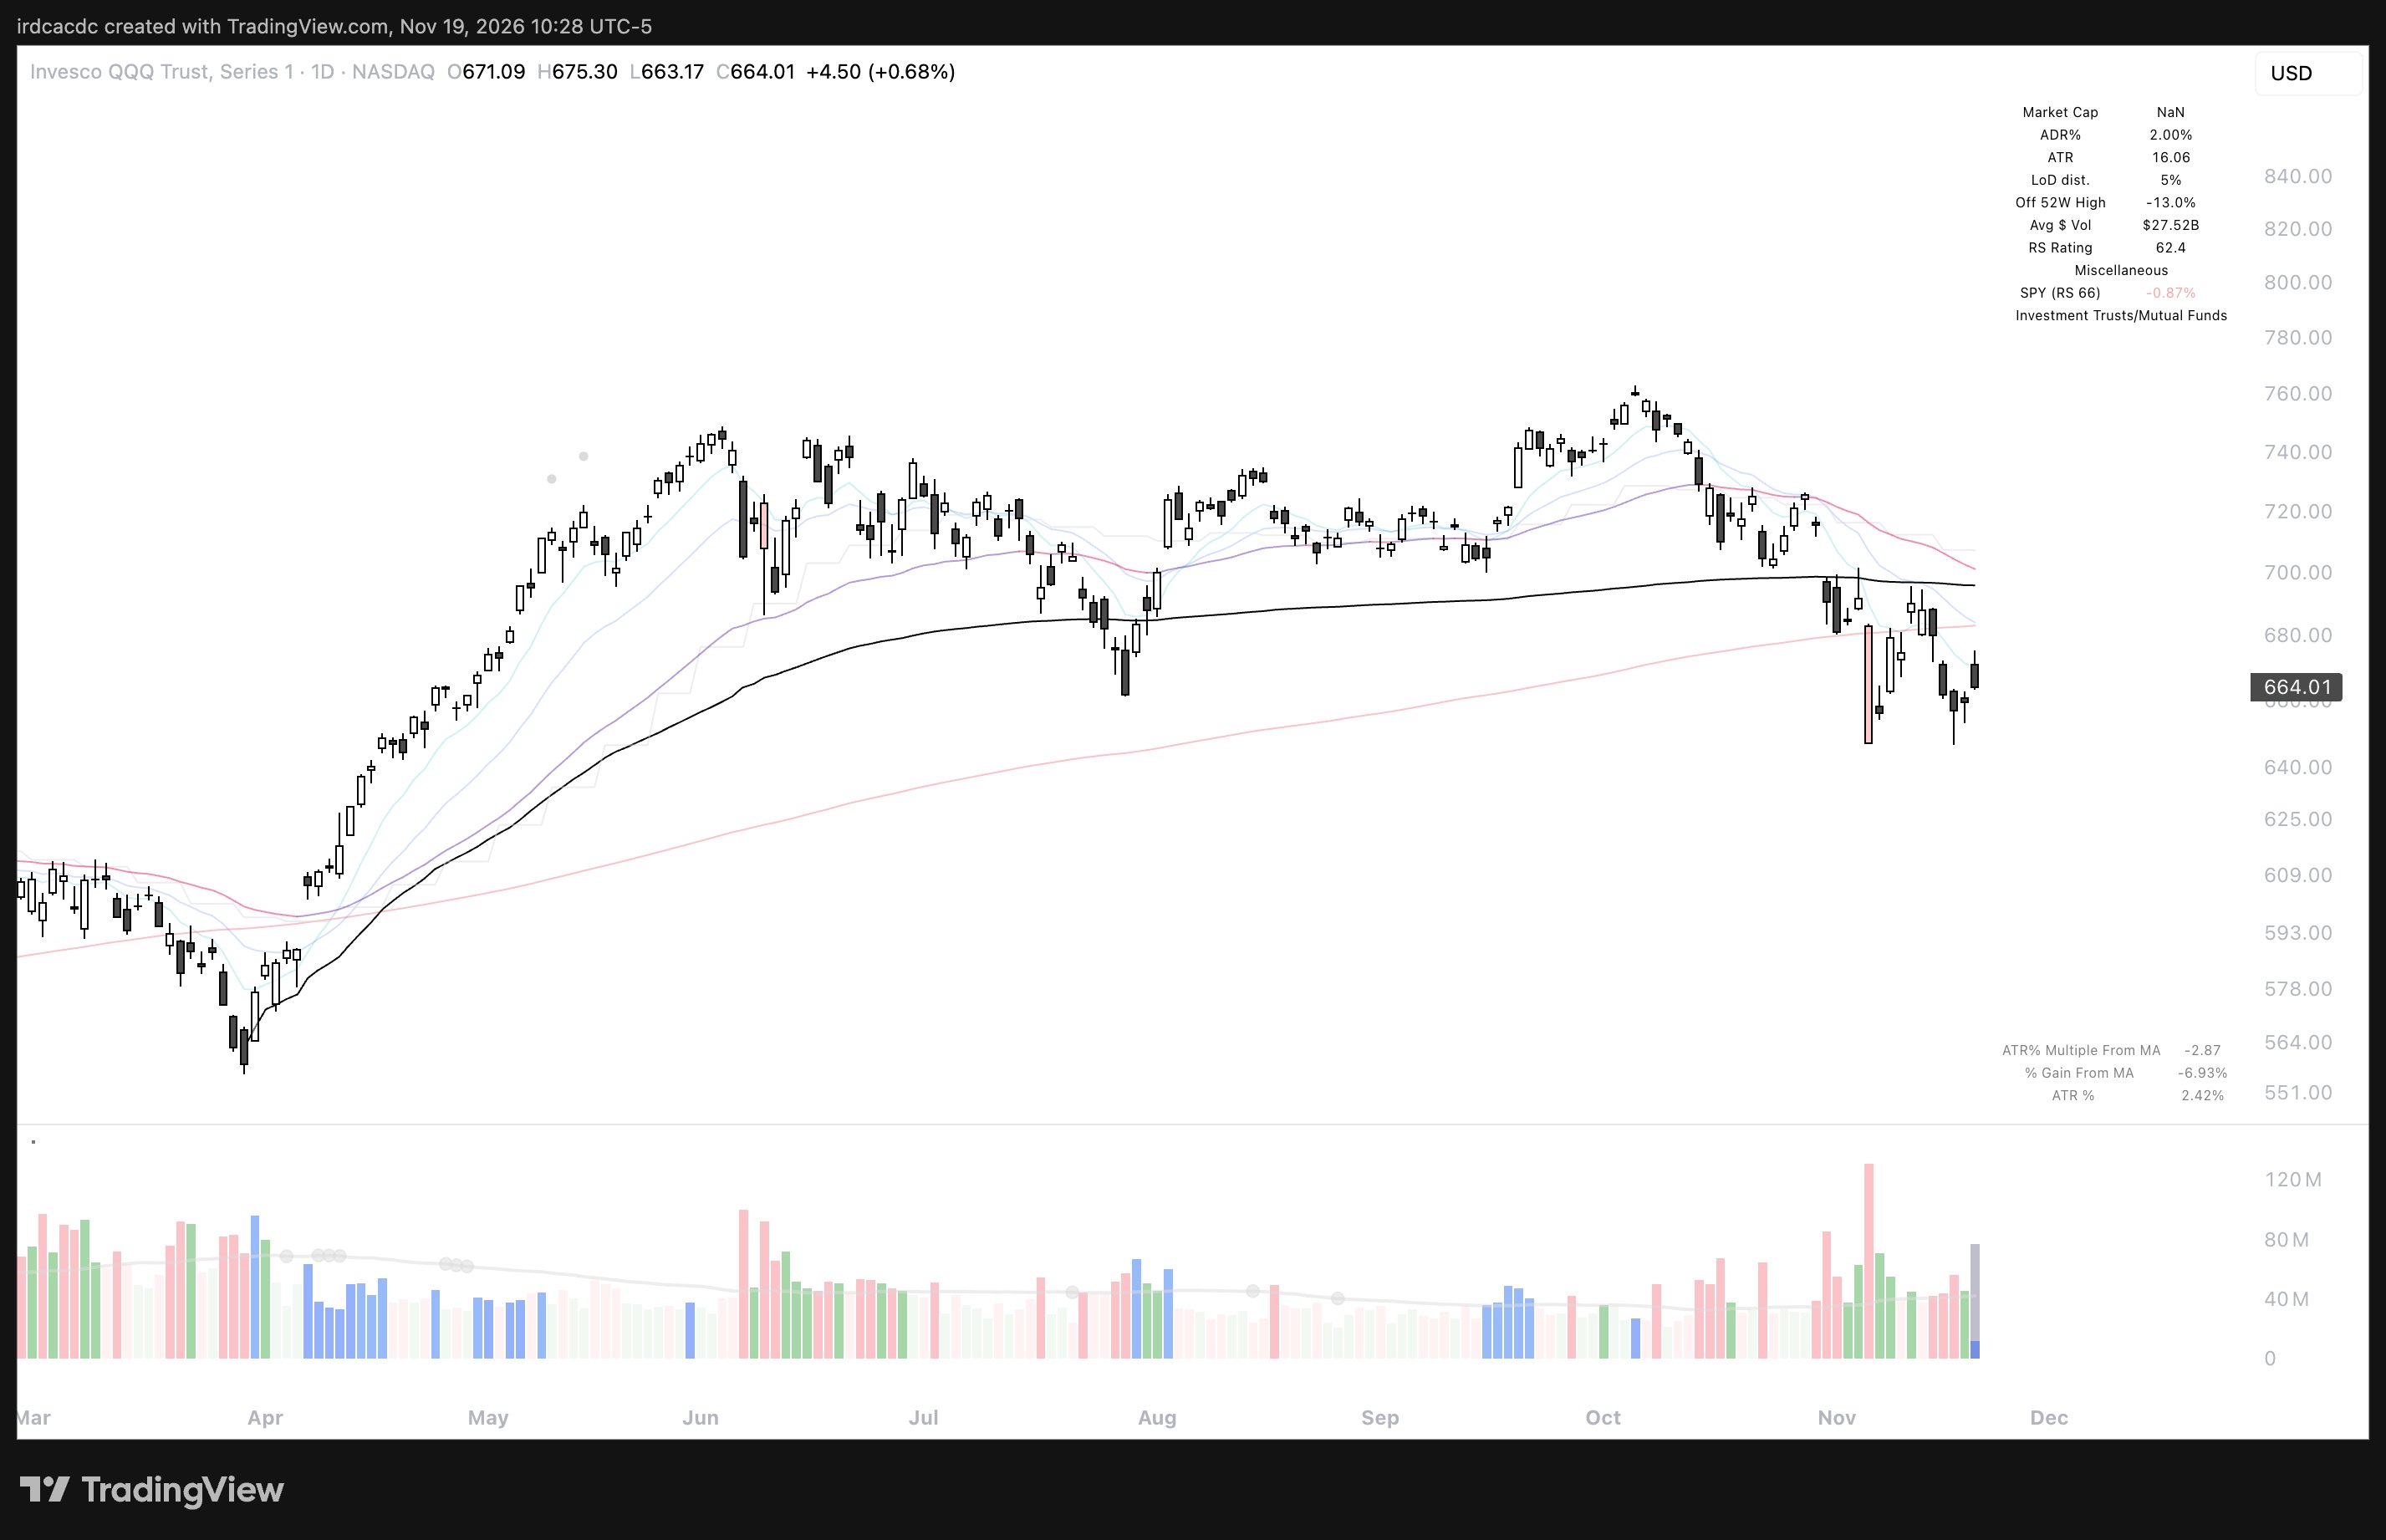 irdcacdc created with TradingView.com, Nov 19, 2026 10:28 UTC-5
Invesco QQQ Trust, Series 1 · 1D · NASDAQ O671.09 H675.30 L663.17 C664.01 +4.50 (+0.68%)
USD
Market Cap NaN
ADR% 2.00%
ATR 16.06
LoD dist. 5%
Off 52W High -13.0%
Avg $ Vol $27.52B
RS Rating 62.4
Miscellaneous
SPY (RS 66) -0.87%
Investment Trusts/Mutual Funds
840.00
820.00
800.00
780.00
760.00
740.00
720.00
700.00
680.00
664.01
660.00
640.00
625.00
609.00
593.00
578.00
564.00
551.00
ATR% Multiple From MA -2.87
% Gain From MA -6.93%
ATR % 2.42%
120 M
80 M
40 M
0
Mar Apr May Jun Jul Aug Sep Oct Nov Dec
TradingView